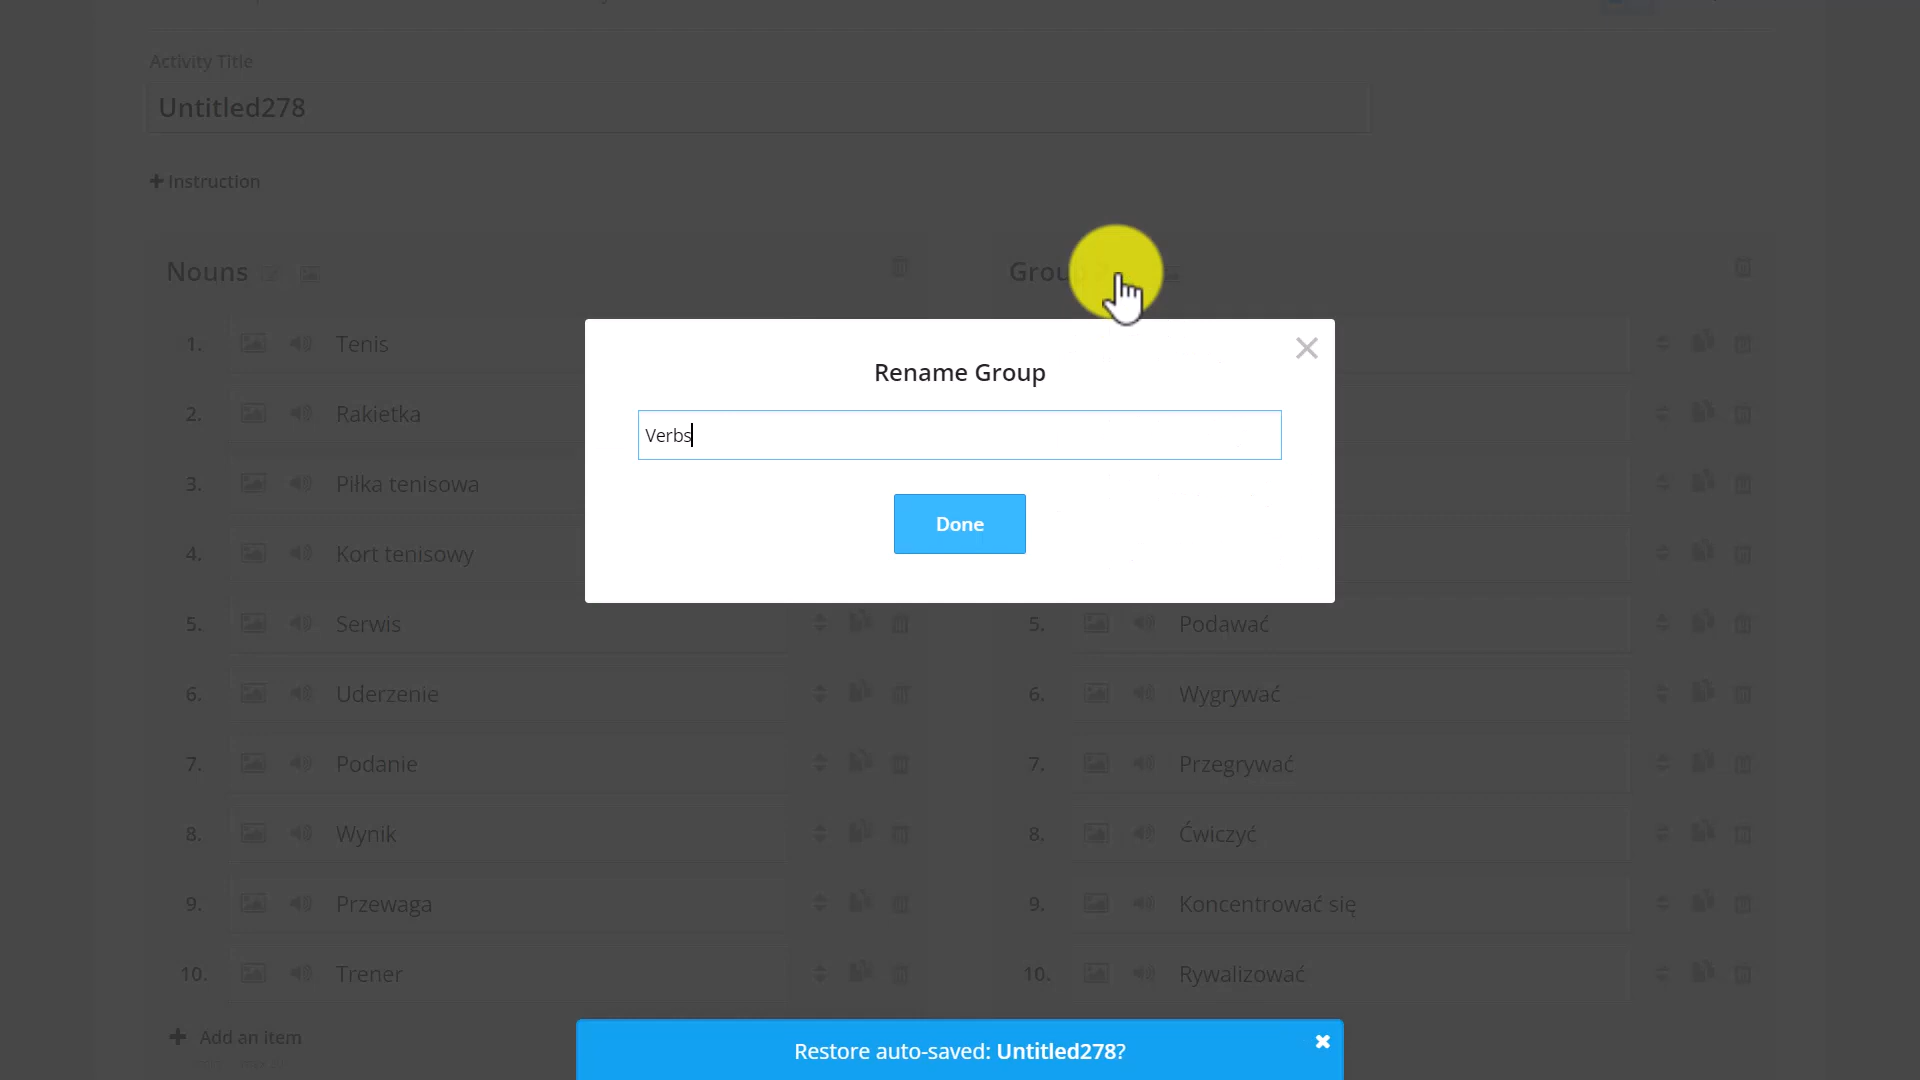 Activity Title
Untitled278
Instruction
Nouns
Grou
Rename Group
Verbs
Done
1. Tenis
2. Rakietka
3. Piłka tenisowa
4. Kort tenisowy
5. Serwis
6. Uderzenie
7. Podanie
8. Wynik
9. Przewaga
10. Trener
Add an item
5. Podawać
6. Wygrywać
7. Przegrywać
8. Ćwiczyć
9. Koncentrować się
10. Rywalizować
Restore auto-saved: Untitled278?